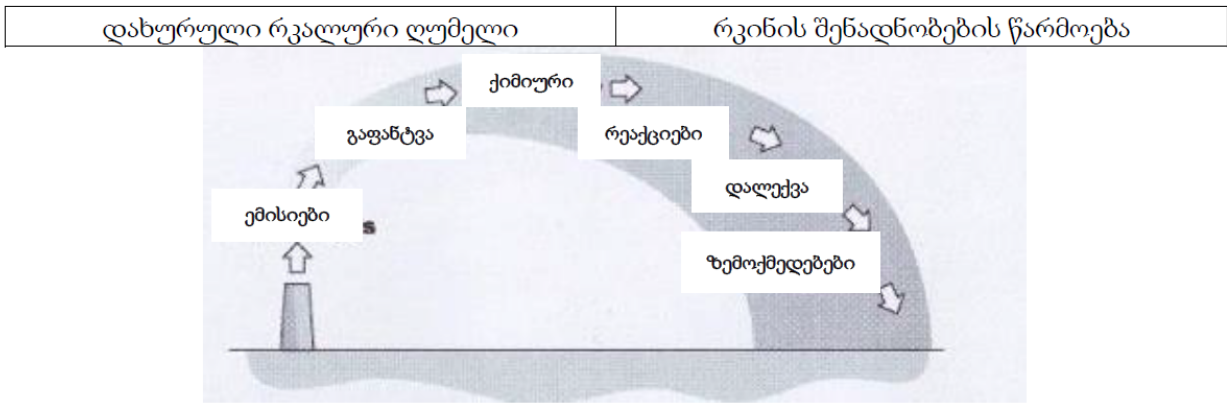 დახურული რკალური ღუმელი
რკინის შენადნობების წარმოება
ქიმიური
გაფანტვა
რეაქციები
დალექვა
ემისიები
s
ზემოქმედებები